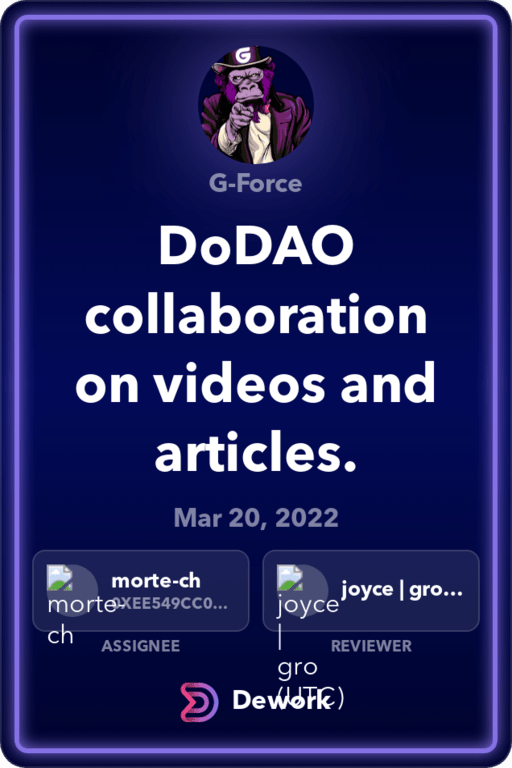 G
G-Force
DoDAO
collaboration
on videos and
articles.
Mar 20, 2022
morte-ch
0XEE549CC0...
morte-
ch
ASSIGNEE
joyce | gro...
joyce
|
gro
(UTC)
REVIEWER
Dework